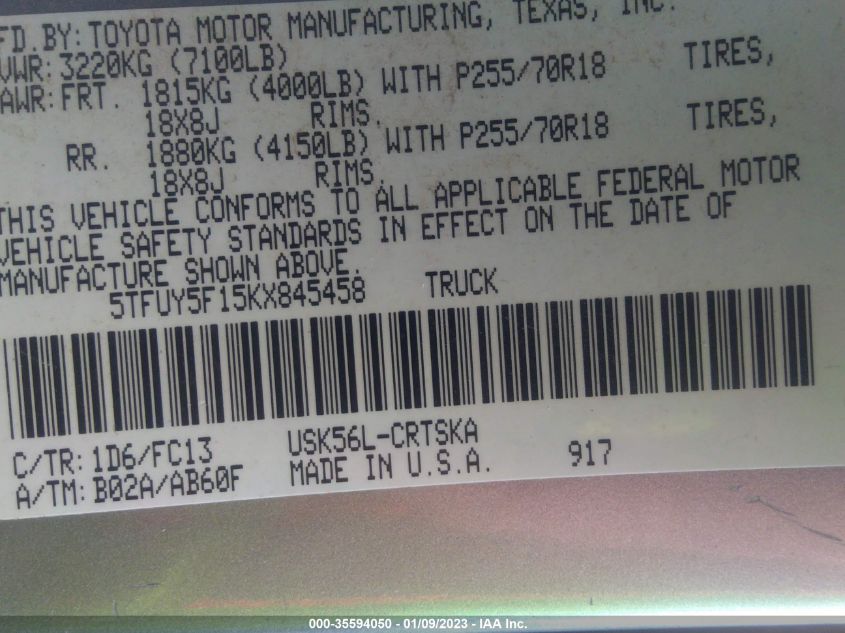 FD. BY: TOYOTA MOTOR MANUFACTURING, TEXAS, INC.
VWR: 3220KG (7100LB)
AWR: FRT. 1815KG (4000LB) WITH P255/70R18 TIRES,
18X8J RIMS.
RR. 1880KG (4150LB) WITH P255/70R18 TIRES,
18X8J RIMS.
THIS VEHICLE CONFORMS TO ALL APPLICABLE FEDERAL MOTOR
VEHICLE SAFETY STANDARDS IN EFFECT ON THE DATE OF
MANUFACTURE SHOWN ABOVE.
5TFUY5F15KX845458 TRUCK
C/TR: 1D6/FC13 USK56L-CRTSKA
A/TM: B02A/AB60F MADE IN U.S.A. 917
000-35594050 - 01/09/2023 - IAA Inc.